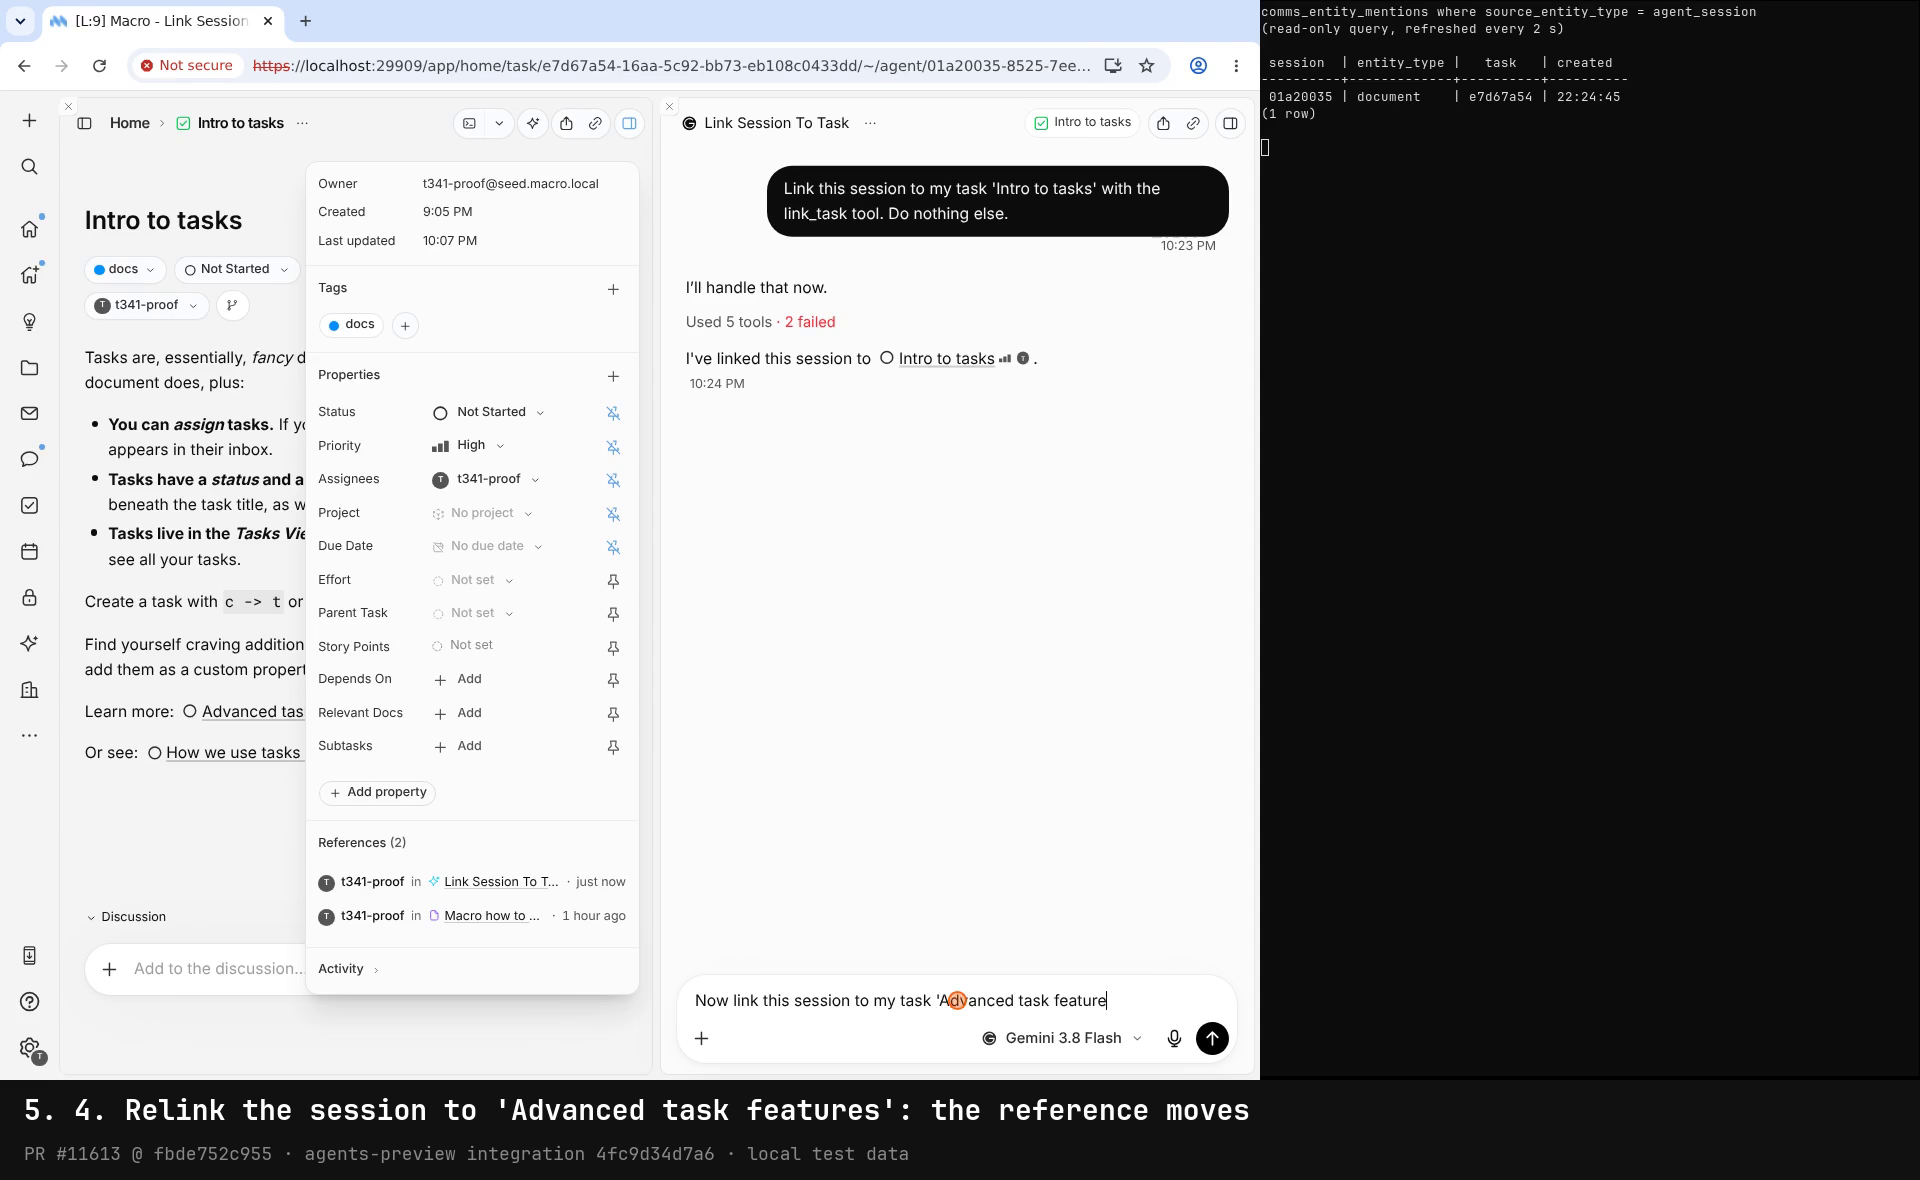 [L:9] Macro - Link Session
Not secure
https://localhost:29909/app/home/task/e7d67a54-16aa-5c92-bb73-eb108c0433dd/~/agent/01a20035-8525-7ee...
Home > Intro to tasks ...
Intro to tasks
docs
Not Started
T t341-proof
Tasks are, essentially, fancy d
document does, plus:
• You can assign tasks. If yo
appears in their inbox.
• Tasks have a status and a
beneath the task title, as w
• Tasks live in the Tasks Vie
see all your tasks.
Create a task with c -> t or
Find yourself craving addition
add them as a custom propert
Learn more: Advanced tas
Or see: How we use tasks
Discussion
Add to the discussion...
T
Owner t341-proof@seed.macro.local
Created 9:05 PM
Last updated 10:07 PM
Tags
docs
Properties
Status Not Started
Priority High
Assignees T t341-proof
Project No project
Due Date No due date
Effort Not set
Parent Task Not set
Story Points Not set
Depends On + Add
Relevant Docs + Add
Subtasks + Add
+ Add property
References (2)
T t341-proof in Link Session To T... · just now
T t341-proof in Macro how to ... · 1 hour ago
Activity >
Link Session To Task ...
Intro to tasks
Link this session to my task 'Intro to tasks' with the
link_task tool. Do nothing else.
10:23 PM
I'll handle that now.
Used 5 tools · 2 failed
I've linked this session to Intro to tasks T .
10:24 PM
Now link this session to my task 'Advanced task feature
Gemini 3.8 Flash
comms_entity_mentions where source_entity_type = agent_session
(read-only query, refreshed every 2 s)
session | entity_type | task | created
----------+-------------+----------+----------
01a20035 | document | e7d67a54 | 22:24:45
(1 row)
5. 4. Relink the session to 'Advanced task features': the reference moves
PR #11613 @ fbde752c955 · agents-preview integration 4fc9d34d7a6 · local test data